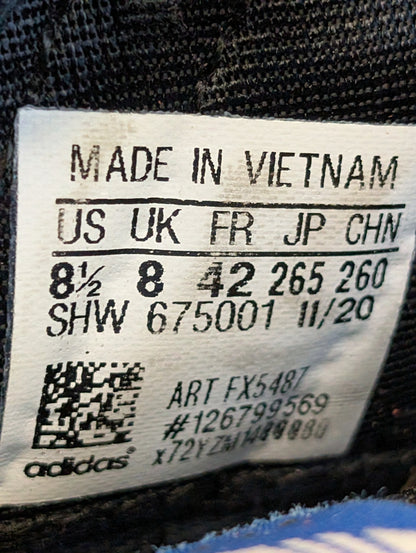 MADE IN VIETNAM
US UK FR JP CHN
8½ 8 42 265 260
SHW 675001 11/20
ART FX5487
#126799569
adidas